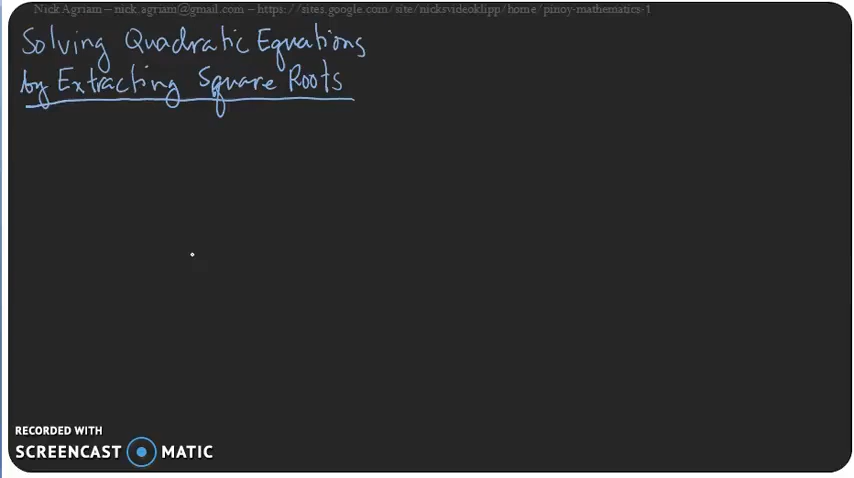 Nick Agriam – nick.agriam@gmail.com – https://sites.google.com/site/nicksvideoklipp/home/pinoy-mathematics-1
Solving Quadratic Equations
by Extracting Square Roots
RECORDED WITH
SCREENCAST MATIC